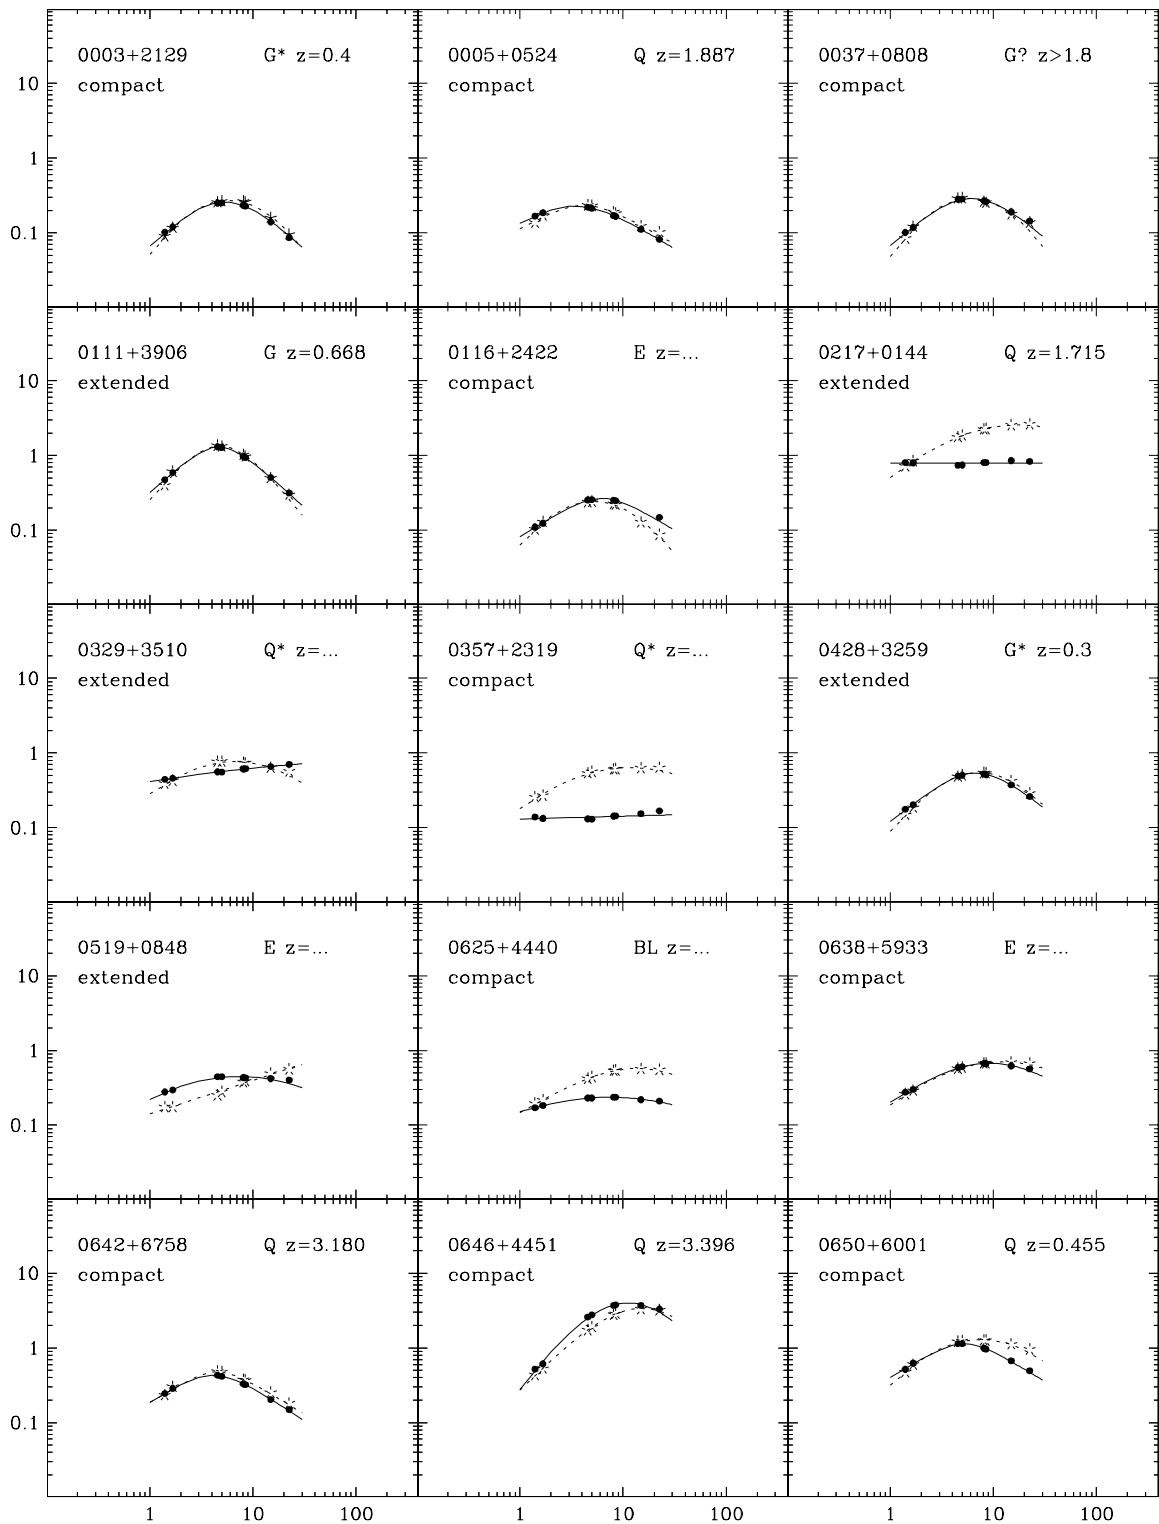 0003+2129 G* z=0.4
compact
0005+0524 Q z=1.887
compact
0037+0808 G? z>1.8
compact
10
1
0.1
0111+3906 G z=0.668
extended
0116+2422 E z=...
compact
0217+0144 Q z=1.715
extended
10
1
0.1
0329+3510 Q* z=...
extended
0357+2319 Q* z=...
compact
0428+3259 G* z=0.3
extended
10
1
0.1
0519+0848 E z=...
extended
0625+4440 BL z=...
compact
0638+5933 E z=...
compact
10
1
0.1
0642+6758 Q z=3.180
compact
0646+4451 Q z=3.396
compact
0650+6001 Q z=0.455
compact
10
1
0.1
1 10 100 1 10 100 1 10 100